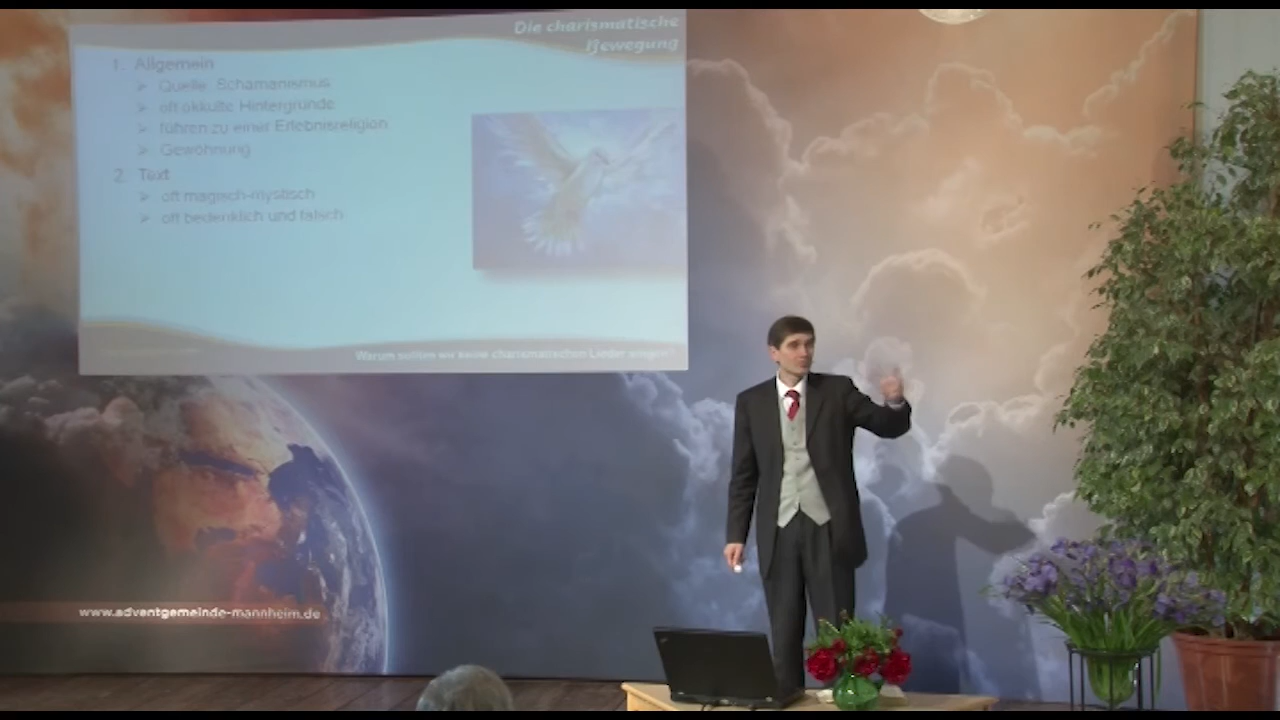 Die charismatische
Bewegung
1. Allgemein
➢ Quelle: Schamanismus
➢ oft okkulte Hintergründe
➢ führen zu einer Erlebnisreligion
➢ Gewöhnung
2. Text
➢ oft magisch-mystisch
➢ oft bedenklich und falsch
Warum sollten wir keine charismatischen Lieder singen?
www.adventgemeinde-mannheim.de